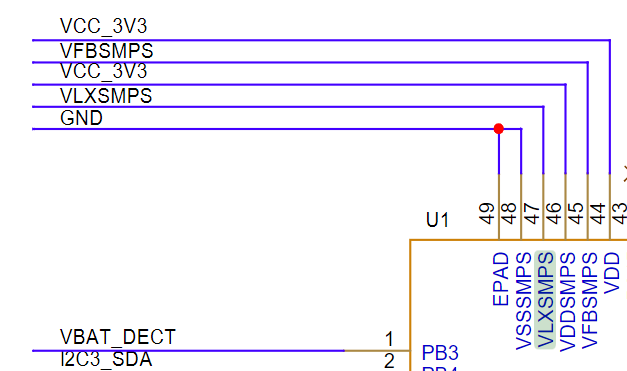 VCC_3V3
VFBSMPS
VCC_3V3
VLXSMPS
GND
U1
49
48
47
46
45
44
43
EPAD
VSSSMPS
VLXSMPS
VDDSMPS
VFBSMPS
VDD
VBAT_DECT
1
PB3
I2C3_SDA
2
PB4